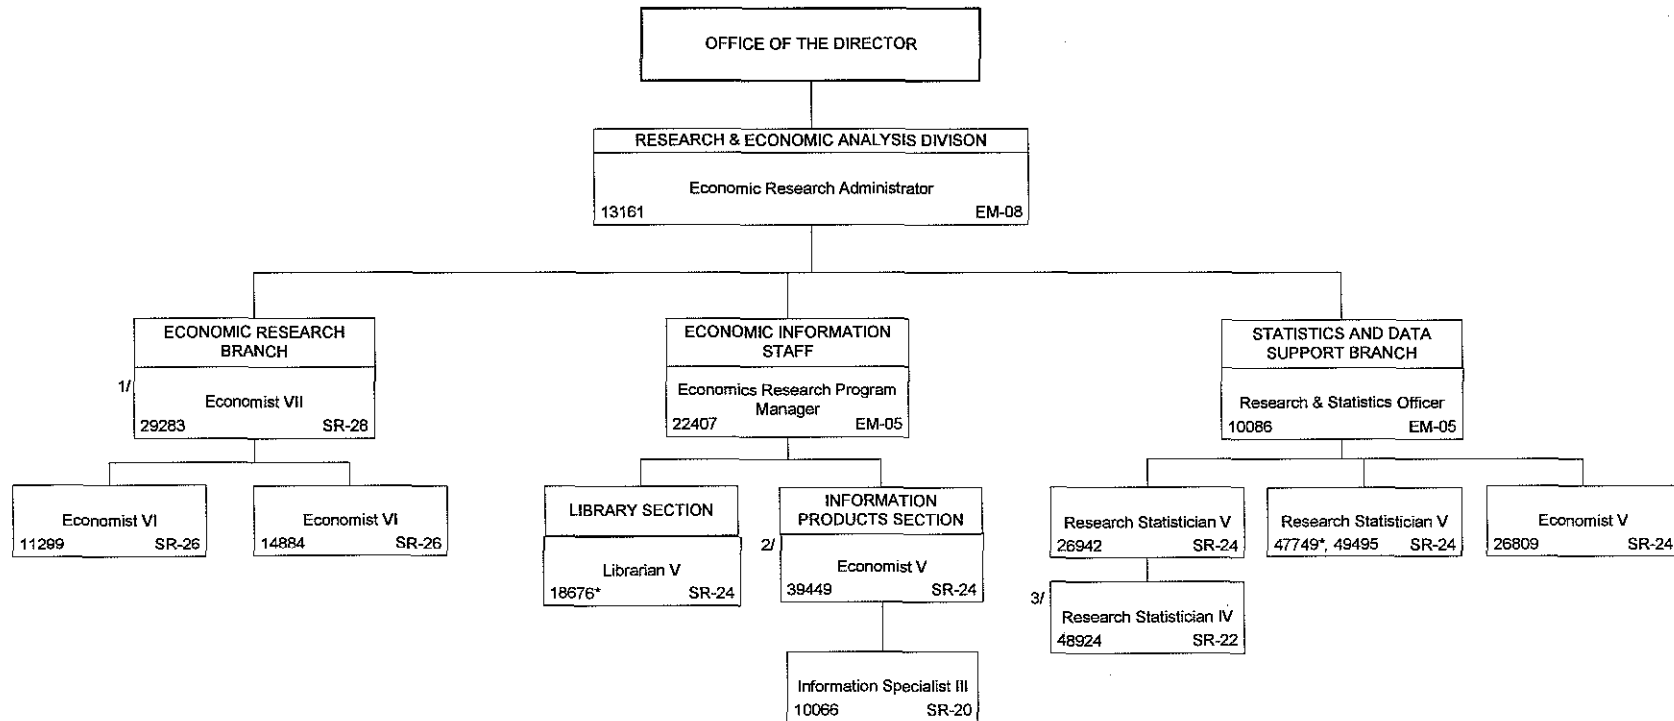 OFFICE OF THE DIRECTOR
RESEARCH & ECONOMIC ANALYSIS DIVISON
Economic Research Administrator
13161 EM-08
ECONOMIC RESEARCH
BRANCH
1/
Economist VII
29283 SR-28
Economist VI
11299 SR-26
Economist VI
14884 SR-26
ECONOMIC INFORMATION
STAFF
Economics Research Program
Manager
22407 EM-05
LIBRARY SECTION
Librarian V
18676* SR-24
INFORMATION
PRODUCTS SECTION
2/
Economist V
39449 SR-24
Information Specialist III
10066 SR-20
STATISTICS AND DATA
SUPPORT BRANCH
Research & Statistics Officer
10086 EM-05
Research Statistician V
26942 SR-24
3/
Research Statistician IV
48924 SR-22
Research Statistician V
47749*, 49495 SR-24
Economist V
26809 SR-24